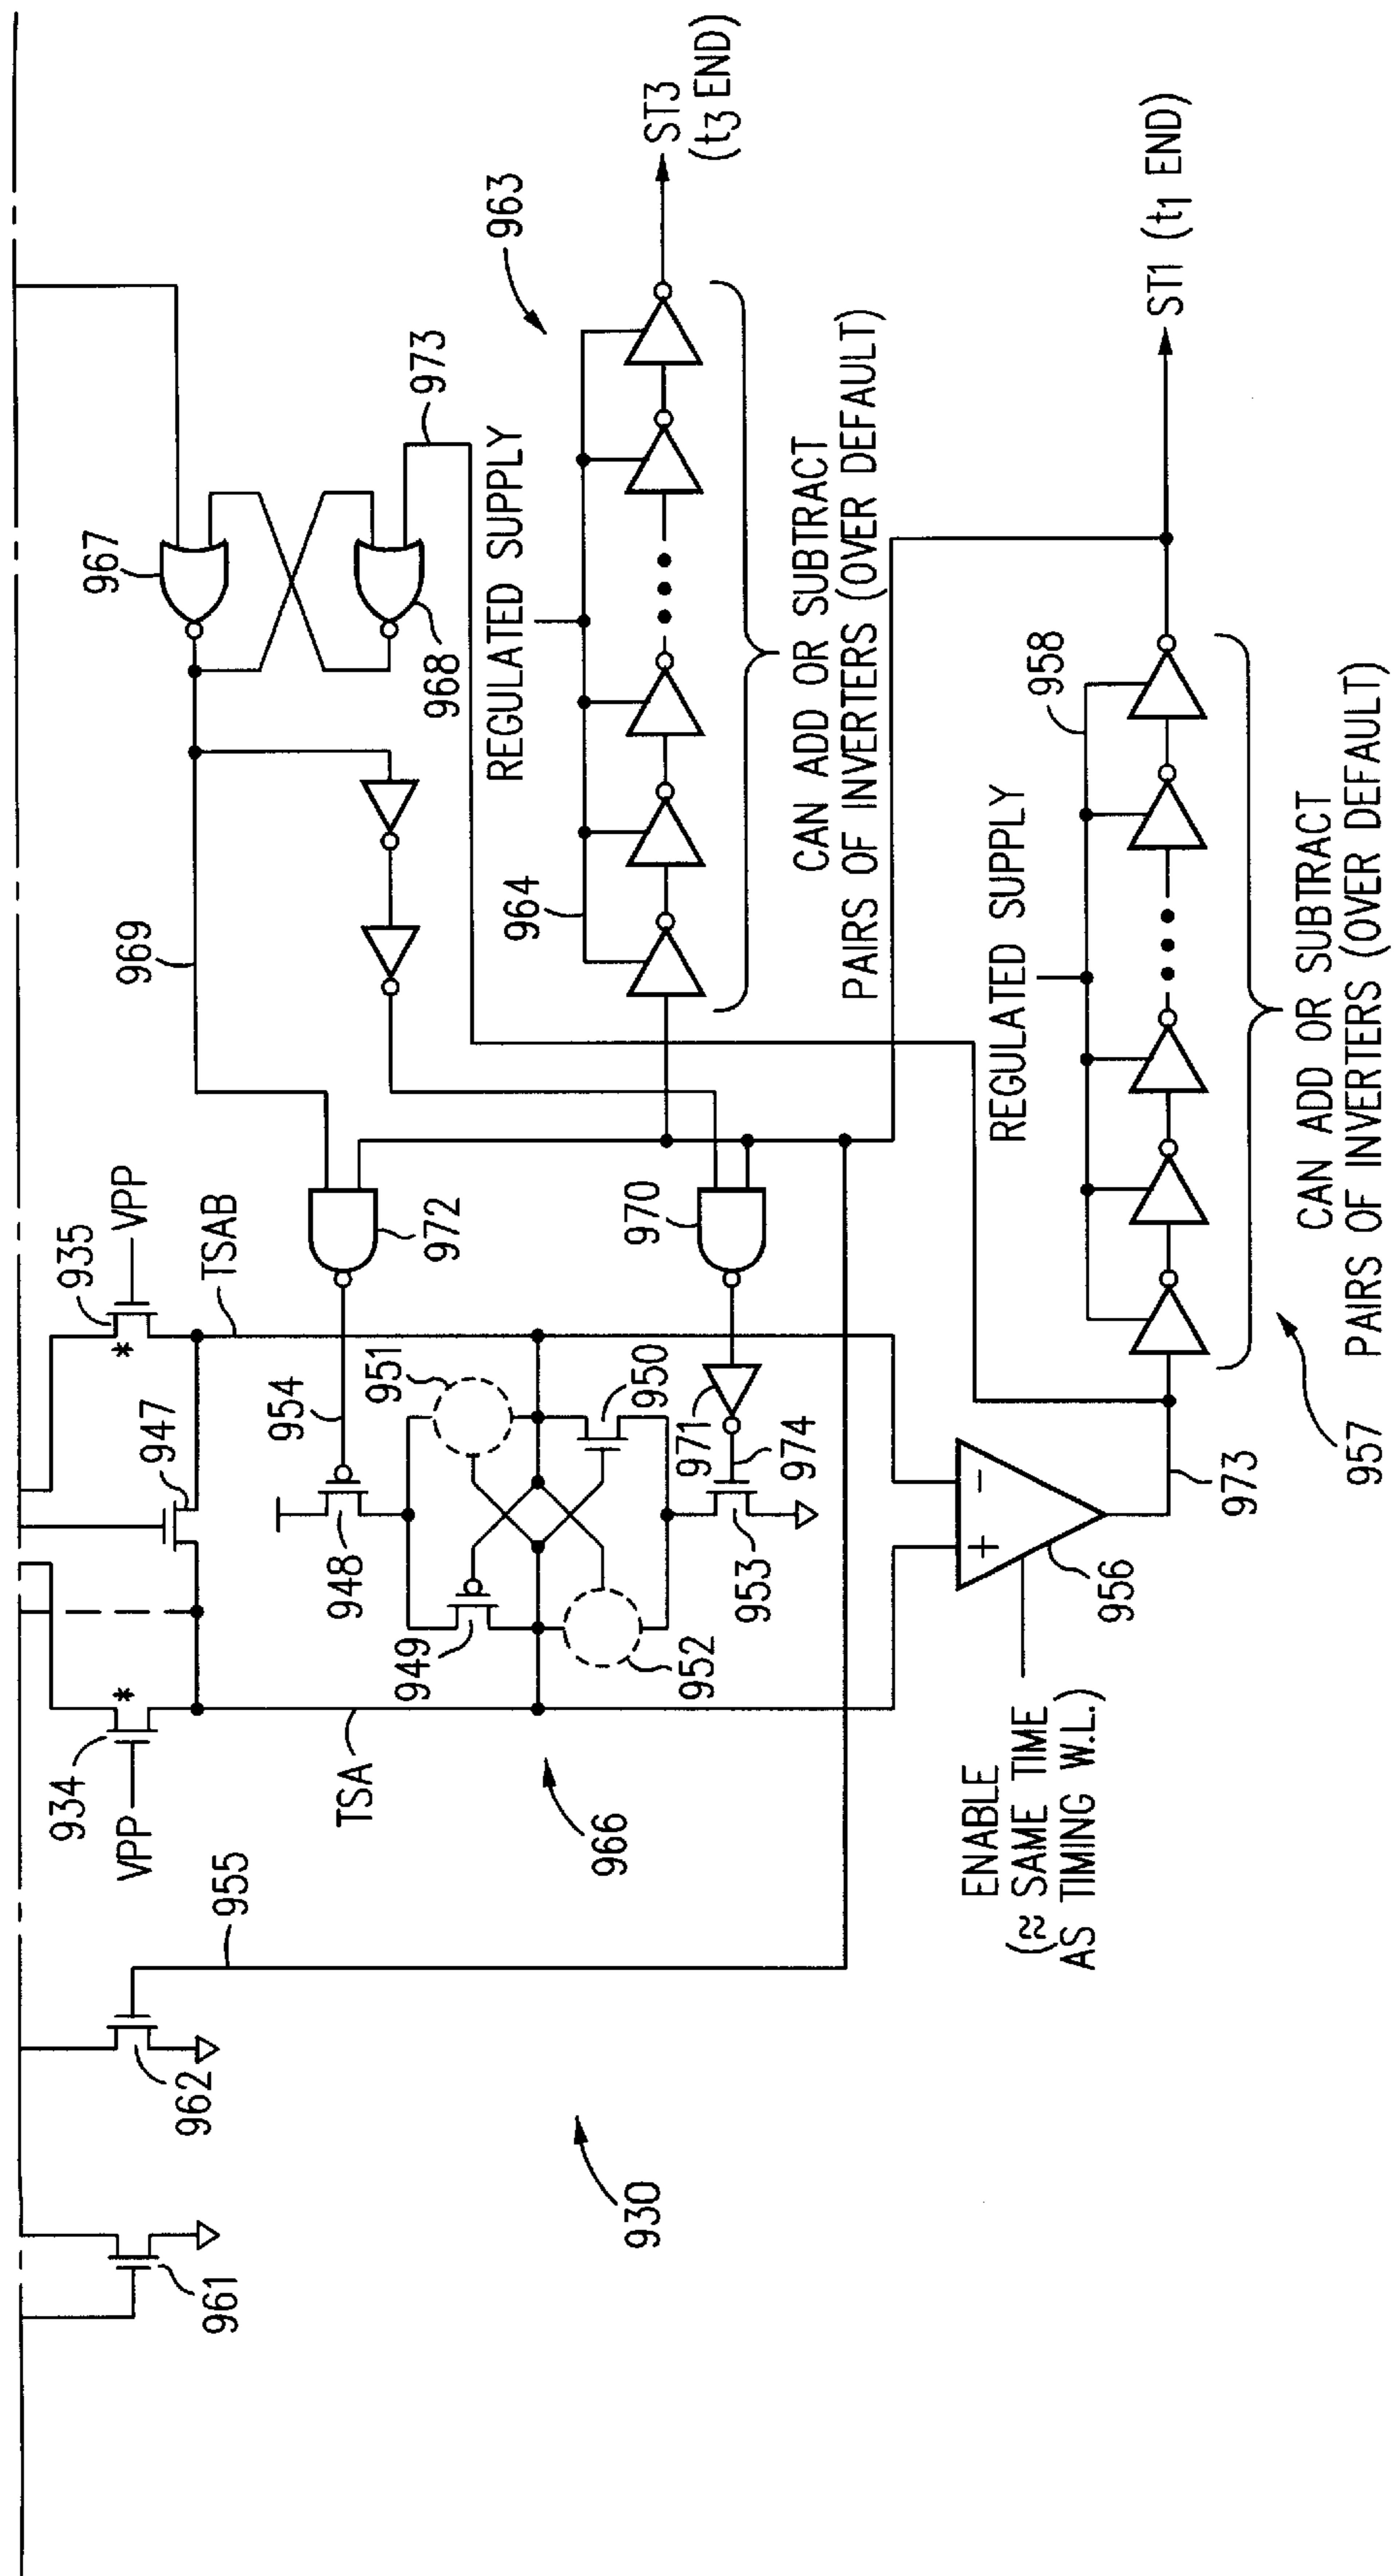 961
962
955
930
934
*
VPP
947
935
*
VPP
TSAB
TSA
966
954
948
949
951
952
950
953
971
974
972
970
969
967
968
973
REGULATED SUPPLY
964
963
CAN ADD OR SUBTRACT
PAIRS OF INVERTERS (OVER DEFAULT)
ST3
(t3 END)
ENABLE
(≈ SAME TIME
AS TIMING W.L.)
+
−
956
973
957
REGULATED SUPPLY
958
CAN ADD OR SUBTRACT
PAIRS OF INVERTERS (OVER DEFAULT)
ST1 (t1 END)